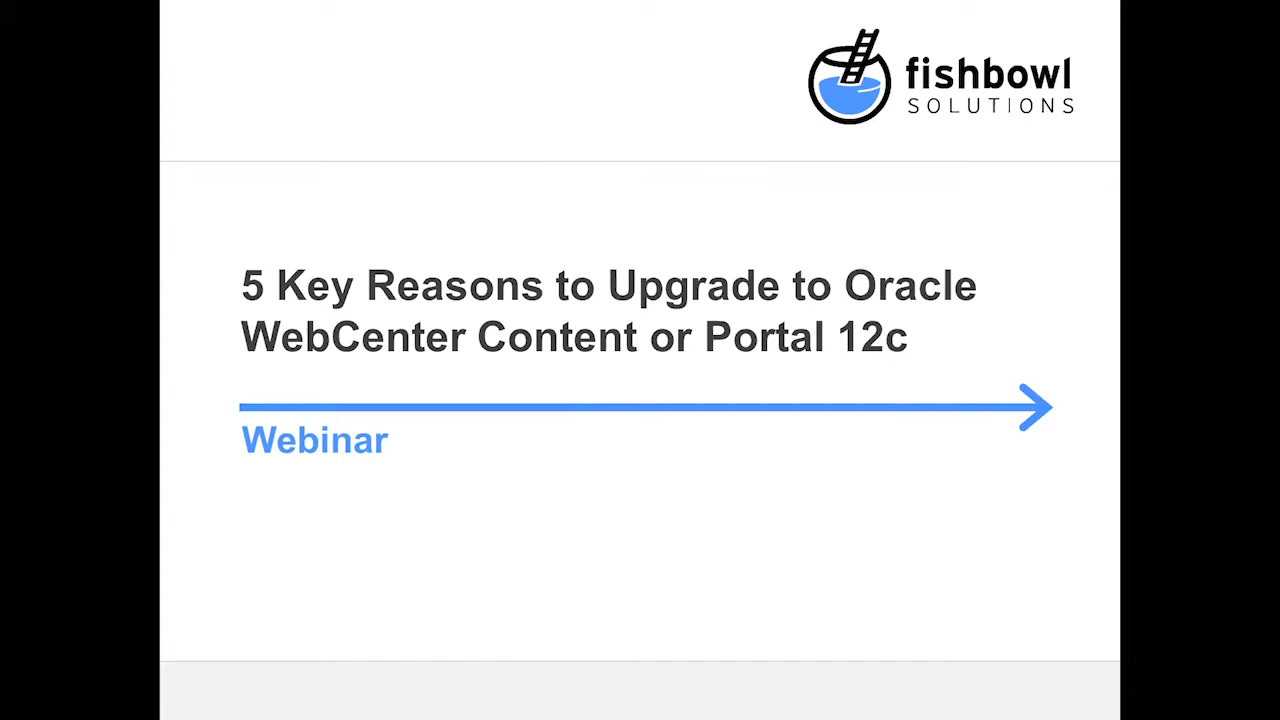 fishbowl
SOLUTIONS
5 Key Reasons to Upgrade to Oracle
WebCenter Content or Portal 12c
Webinar